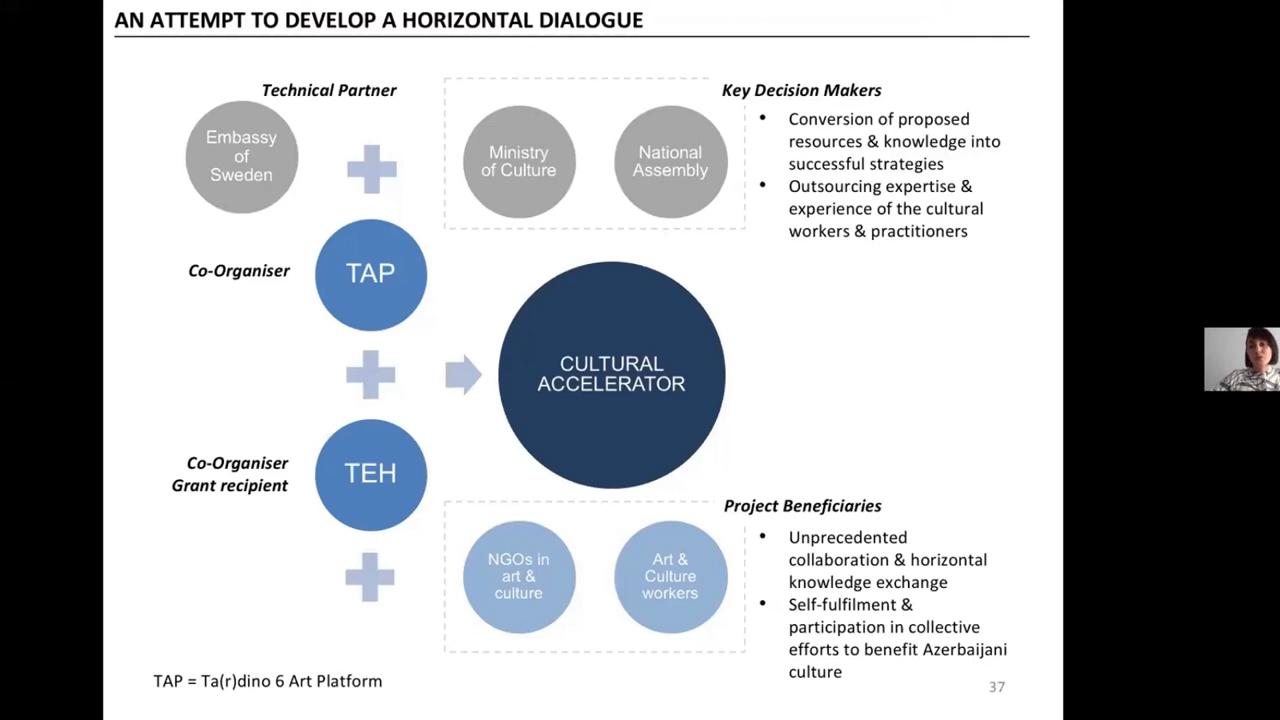 AN ATTEMPT TO DEVELOP A HORIZONTAL DIALOGUE
Technical Partner
Embassy
of
Sweden
Ministry
of Culture
National
Assembly
Key Decision Makers
• Conversion of proposed
resources & knowledge into
successful strategies
• Outsourcing expertise &
experience of the cultural
workers & practitioners
Co-Organiser
TAP
CULTURAL
ACCELERATOR
Co-Organiser
Grant recipient
TEH
NGOs in
art &
culture
Art &
Culture
workers
Project Beneficiaries
• Unprecedented
collaboration & horizontal
knowledge exchange
• Self-fulfilment &
participation in collective
efforts to benefit Azerbaijani
culture
TAP = Ta(r)dino 6 Art Platform
37